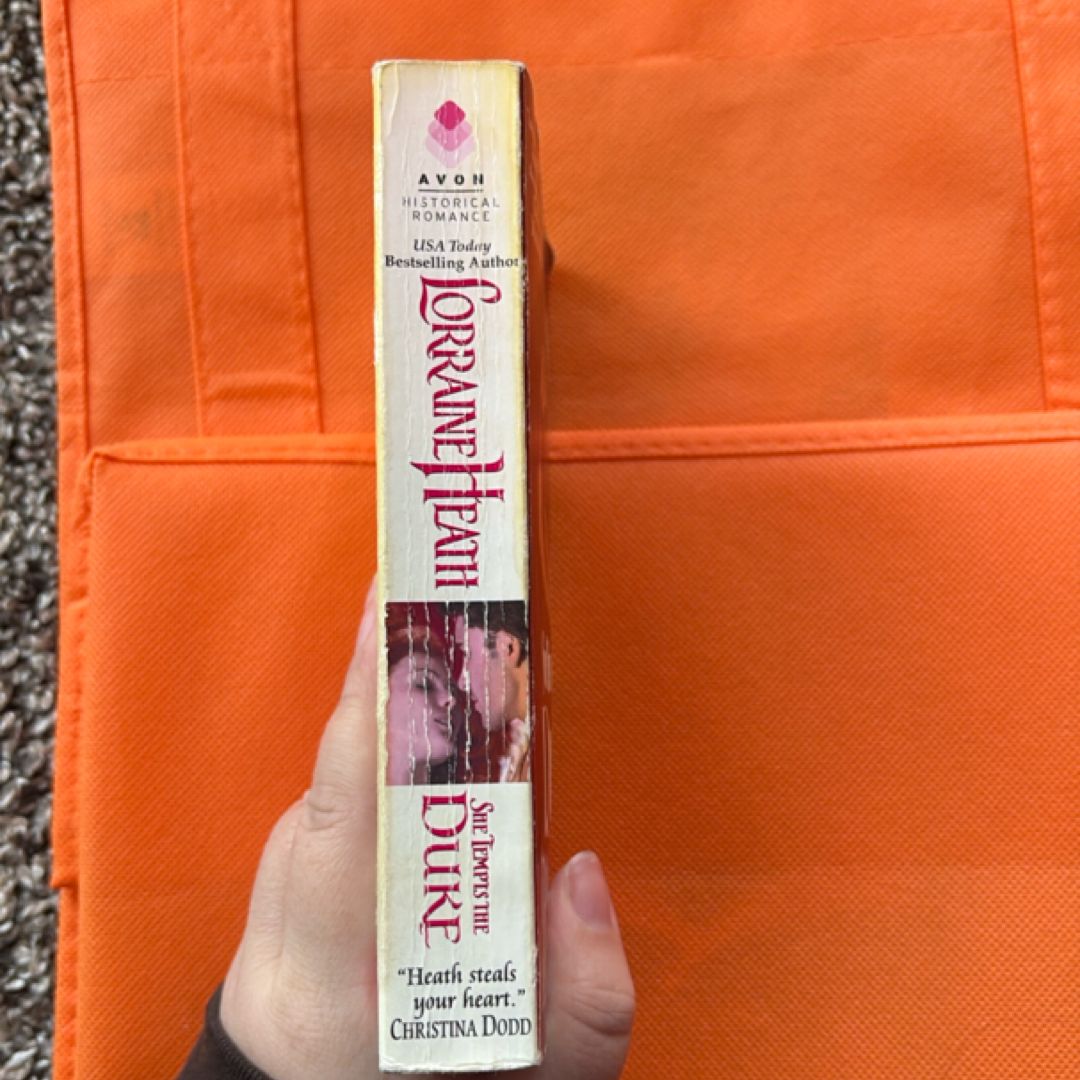 AVON
HISTORICAL
ROMANCE
USA Today
Bestselling Author
LORRAINE HEATH
SHE TEMPTS THE
DUKE
“Heath steals
your heart.”
CHRISTINA DODD